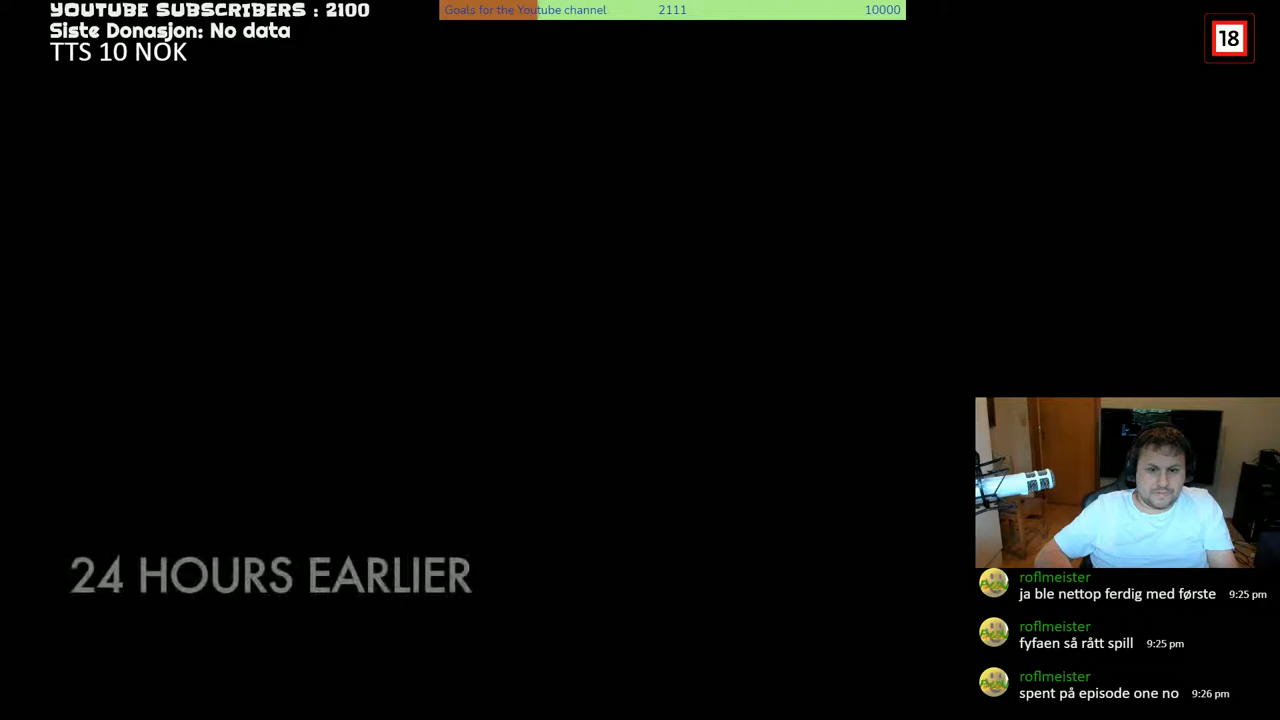 YOUTUBE SUBSCRIBERS : 2100
Siste Donasjon: No data
TTS 10 NOK
Goals for the Youtube channel 2111 10000
18
24 HOURS EARLIER
roflmeister
ja ble nettop ferdig med første 9:25 pm
roflmeister
fyfaen så rått spill 9:25 pm
roflmeister
spent på episode one no 9:26 pm